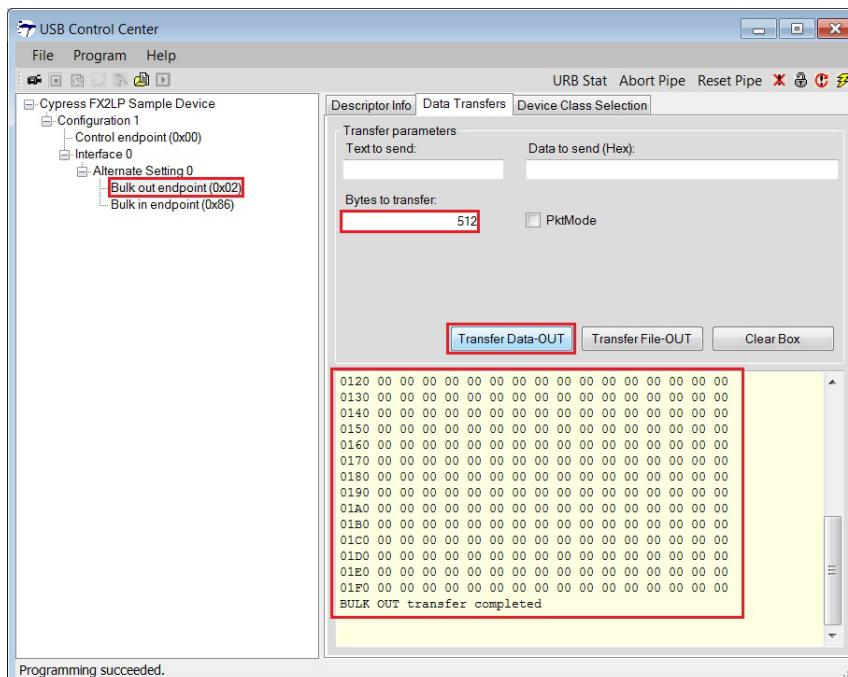 USB Control Center
File Program Help
URB Stat Abort Pipe Reset Pipe
Cypress FX2LP Sample Device
Configuration 1
Control endpoint (0x00)
Interface 0
Alternate Setting 0
Bulk out endpoint (0x02)
Bulk in endpoint (0x86)
Descriptor Info Data Transfers Device Class Selection
Transfer parameters
Text to send: Data to send (Hex):
Bytes to transfer:
512 PktMode
Transfer Data-OUT Transfer File-OUT Clear Box
0120 00 00 00 00 00 00 00 00 00 00 00 00 00 00 00 00
0130 00 00 00 00 00 00 00 00 00 00 00 00 00 00 00 00
0140 00 00 00 00 00 00 00 00 00 00 00 00 00 00 00 00
0150 00 00 00 00 00 00 00 00 00 00 00 00 00 00 00 00
0160 00 00 00 00 00 00 00 00 00 00 00 00 00 00 00 00
0170 00 00 00 00 00 00 00 00 00 00 00 00 00 00 00 00
0180 00 00 00 00 00 00 00 00 00 00 00 00 00 00 00 00
0190 00 00 00 00 00 00 00 00 00 00 00 00 00 00 00 00
01A0 00 00 00 00 00 00 00 00 00 00 00 00 00 00 00 00
01B0 00 00 00 00 00 00 00 00 00 00 00 00 00 00 00 00
01C0 00 00 00 00 00 00 00 00 00 00 00 00 00 00 00 00
01D0 00 00 00 00 00 00 00 00 00 00 00 00 00 00 00 00
01E0 00 00 00 00 00 00 00 00 00 00 00 00 00 00 00 00
01F0 00 00 00 00 00 00 00 00 00 00 00 00 00 00 00 00
BULK OUT transfer completed
Programming succeeded.